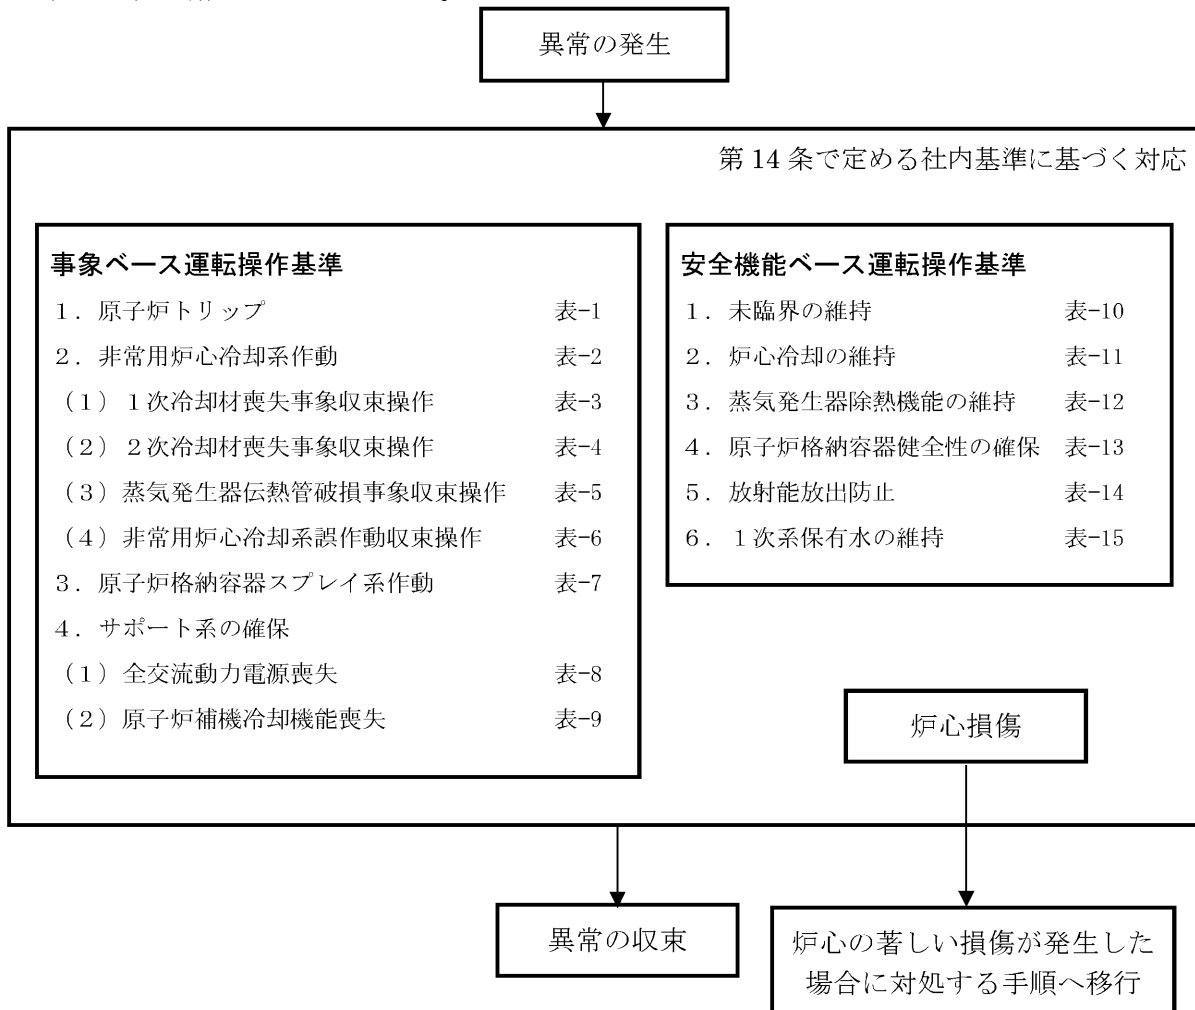 異常の発生
第14条で定める社内基準に基づく対応
事象ベース運転操作基準
1．原子炉トリップ 表−1
2．非常用炉心冷却系作動 表−2
（1）1次冷却材喪失事象収束操作 表−3
（2）2次冷却材喪失事象収束操作 表−4
（3）蒸気発生器伝熱管破損事象収束操作 表−5
（4）非常用炉心冷却系誤作動収束操作 表−6
3．原子炉格納容器スプレイ系作動 表−7
4．サポート系の確保
（1）全交流動力電源喪失 表−8
（2）原子炉補機冷却機能喪失 表−9
安全機能ベース運転操作基準
1．未臨界の維持 表−10
2．炉心冷却の維持 表−11
3．蒸気発生器除熱機能の維持 表−12
4．原子炉格納容器健全性の確保 表−13
5．放射能放出防止 表−14
6．1次系保有水の維持 表−15
炉心損傷
異常の収束
炉心の著しい損傷が発生した
場合に対処する手順へ移行